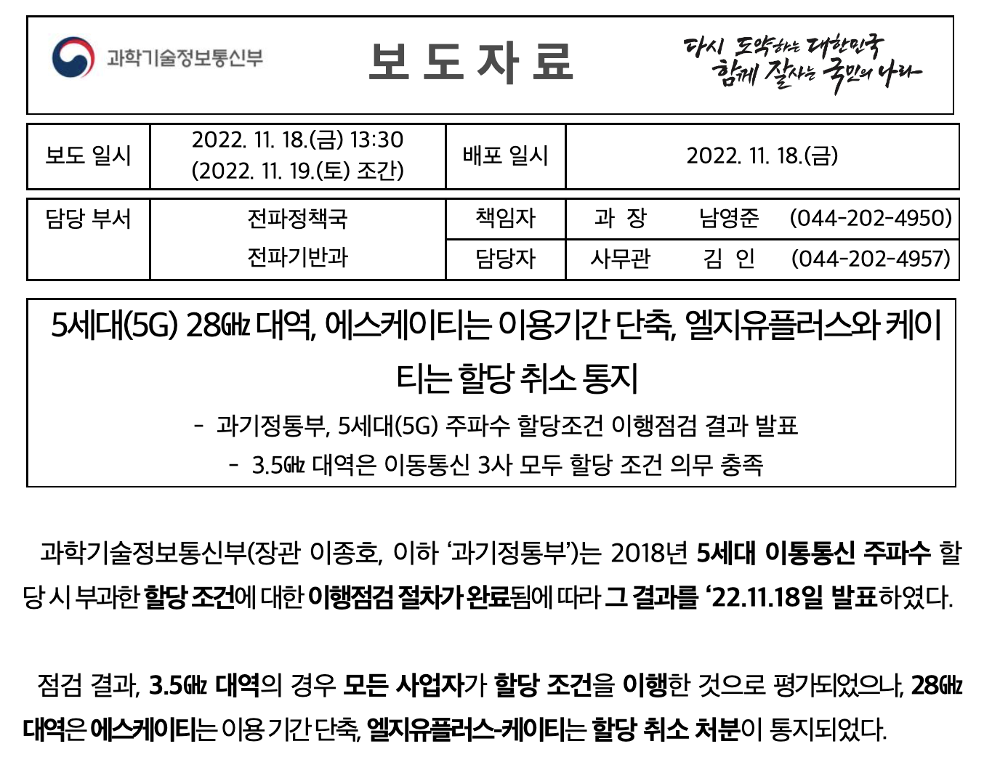 과학기술정보통신부
보도자료
다시 도약하는 대한민국
함께 잘사는 국민의 나라
보도 일시
2022. 11. 18.(금) 13:30
(2022. 11. 19.(토) 조간)
배포 일시
2022. 11. 18.(금)
담당 부서
전파정책국
책임자
과 장 남영준 (044-202-4950)
전파기반과
담당자
사무관 김 인 (044-202-4957)
5세대(5G) 28㎓ 대역, 에스케이티는 이용기간 단축, 엘지유플러스와 케이
티는 할당 취소 통지
- 과기정통부, 5세대(5G) 주파수 할당조건 이행점검 결과 발표
- 3.5㎓ 대역은 이동통신 3사 모두 할당 조건 의무 충족
과학기술정보통신부(장관 이종호, 이하 ‘과기정통부’)는 2018년 5세대 이통통신 주파수 할
당 시 부과한 할당 조건에 대한 이행점검 절차가 완료됨에 따라 그 결과를 ‘22.11.18일 발표하였다.
점검 결과, 3.5㎓ 대역의 경우 모든 사업자가 할당 조건을 이행한 것으로 평가되었으나, 28㎓
대역은 에스케이티는 이용 기간 단축, 엘지유플러스-케이티는 할당 취소 처분이 통지되었다.